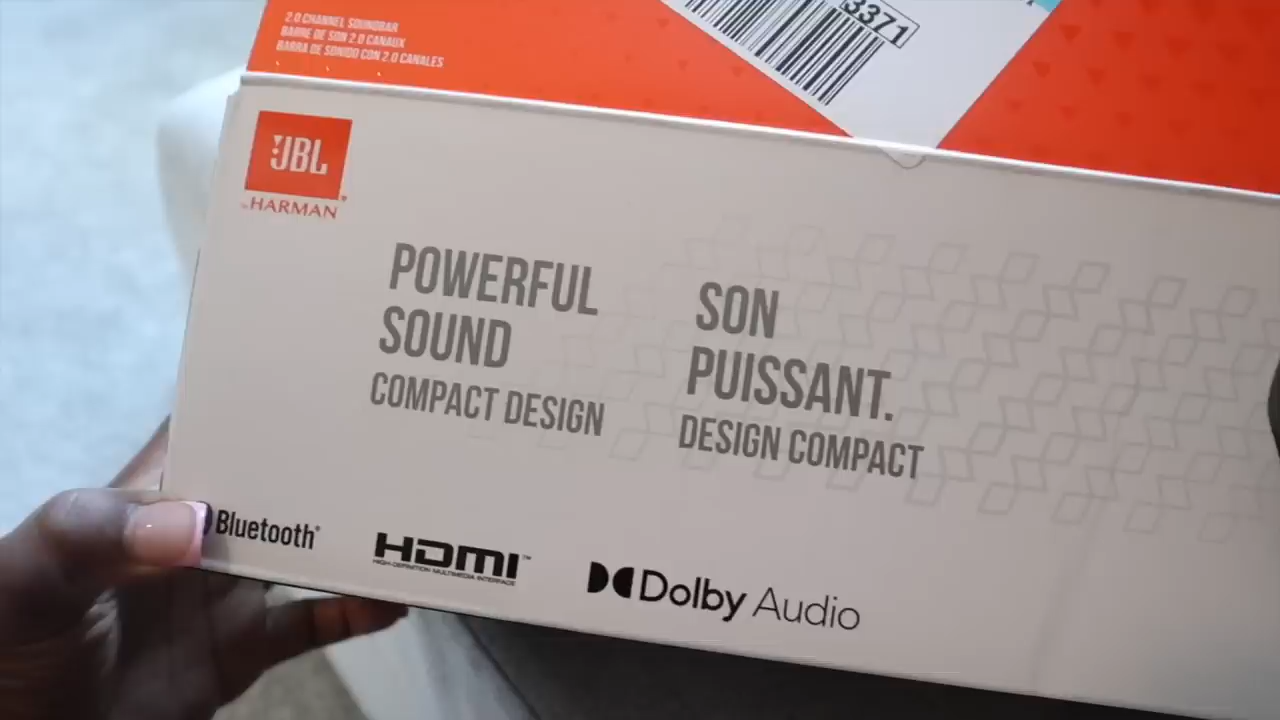 2.0 CHANNEL SOUNDBAR
BARRE DE SON 2.0 CANAUX
BARRA DE SONIDO CON 2.0 CANALES
3371
JBL
by HARMAN
POWERFUL
SOUND
COMPACT DESIGN
SON
PUISSANT.
DESIGN COMPACT
Bluetooth®
HDMI™
HIGH-DEFINITION MULTIMEDIA INTERFACE
Dolby Audio